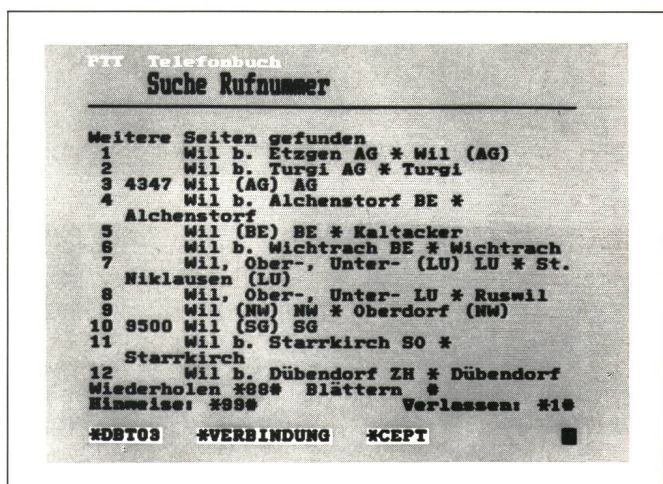 PTT Telefonbuch
Suche Rufnummer
Weitere Seiten gefunden
1 Wil b. Etzgen AG * Wil (AG)
2 Wil b. Turgi AG * Turgi
3 4347 Wil (AG) AG
4 Wil b. Alchenstorf BE *
Alchenstorf
5 Wil (BE) BE * Kaltacker
6 Wil b. Wichtrach BE * Wichtrach
7 Wil, Ober-, Unter- (LU) LU * St.
Niklausen (LU)
8 Wil, Ober-, Unter- LU * Ruswil
9 Wil (NW) NW * Oberdorf (NW)
10 9500 Wil (SG) SG
11 Wil b. Starrkirch SO *
Starrkirch
12 Wil b. Dübendorf ZH * Dübendorf
Wiederholen *00# Blättern #
Hinweise: *99# Verlassen: *1#
*DBT03 *VERBINDUNG *CEPT